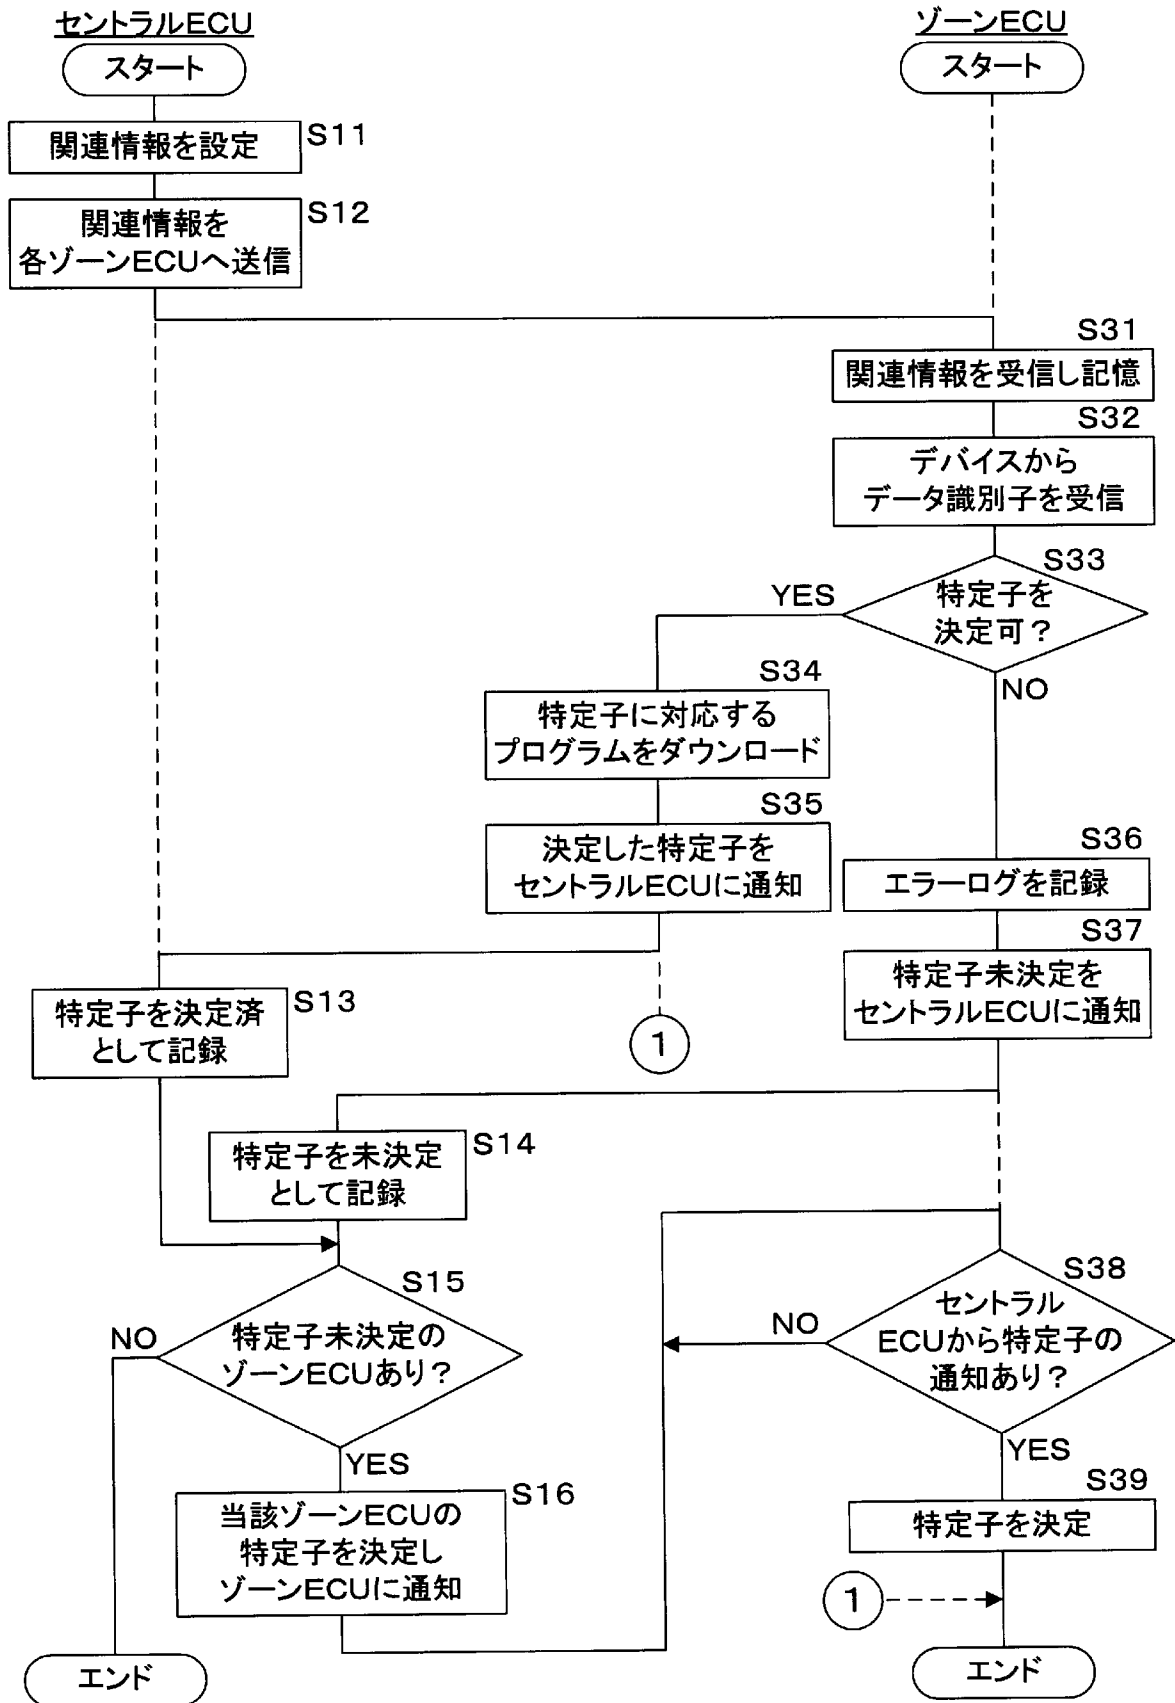 セントラルECU
スタート
関連情報を設定
S11
関連情報を
各ゾーンECUへ送信
S12
ゾーンECU
スタート
S31
関連情報を受信し記憶
S32
デバイスから
データ識別子を受信
S33
特定子を
決定可？
YES
NO
S34
特定子に対応する
プログラムをダウンロード
S35
決定した特定子を
セントラルECUに通知
S36
エラーログを記録
S37
特定子未決定を
セントラルECUに通知
1
特定子を決定済
として記録
S13
特定子を未決定
として記録
S14
S15
特定子未決定の
ゾーンECUあり？
NO
YES
当該ゾーンECUの
特定子を決定し
ゾーンECUに通知
S16
エンド
S38
セントラル
ECUから特定子の
通知あり？
NO
YES
S39
特定子を決定
1
エンド